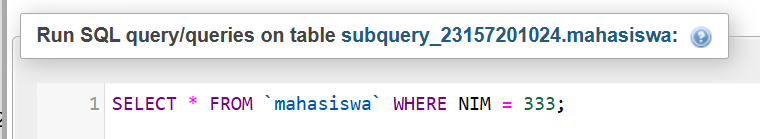 Run SQL query/queries on table subquery_23157201024.mahasiswa:
1 SELECT * FROM `mahasiswa` WHERE NIM = 333;